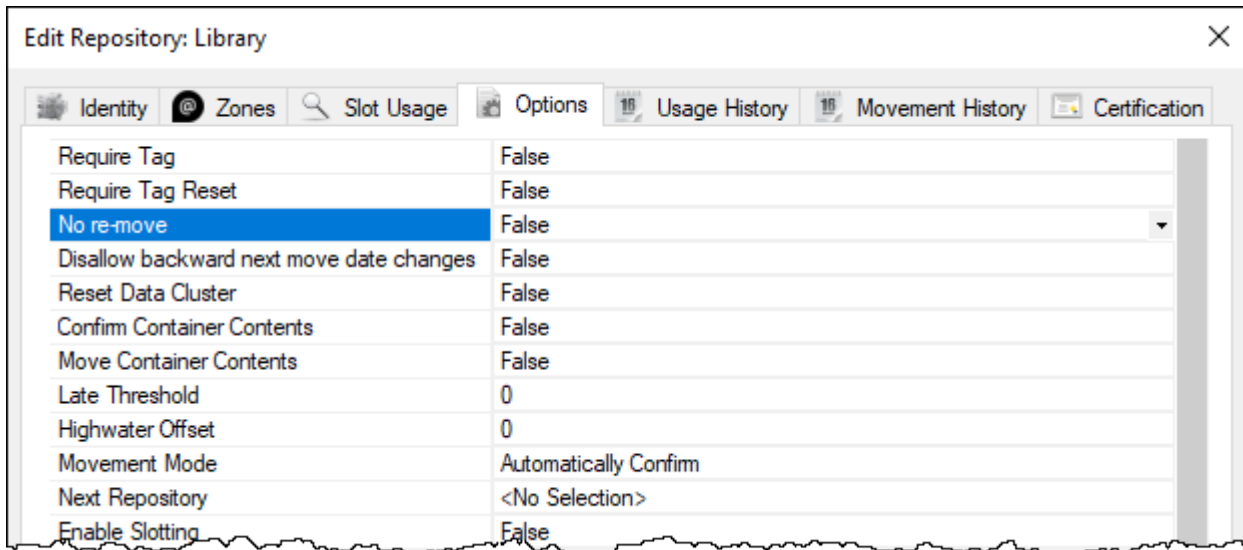 Edit Repository: Library
Identity Zones Slot Usage Options 16 Usage History 16 Movement History Certification
Require Tag False
Require Tag Reset False
No re-move False
Disallow backward next move date changes False
Reset Data Cluster False
Confirm Container Contents False
Move Container Contents False
Late Threshold 0
Highwater Offset 0
Movement Mode Automatically Confirm
Next Repository <No Selection>
Enable Slotting False